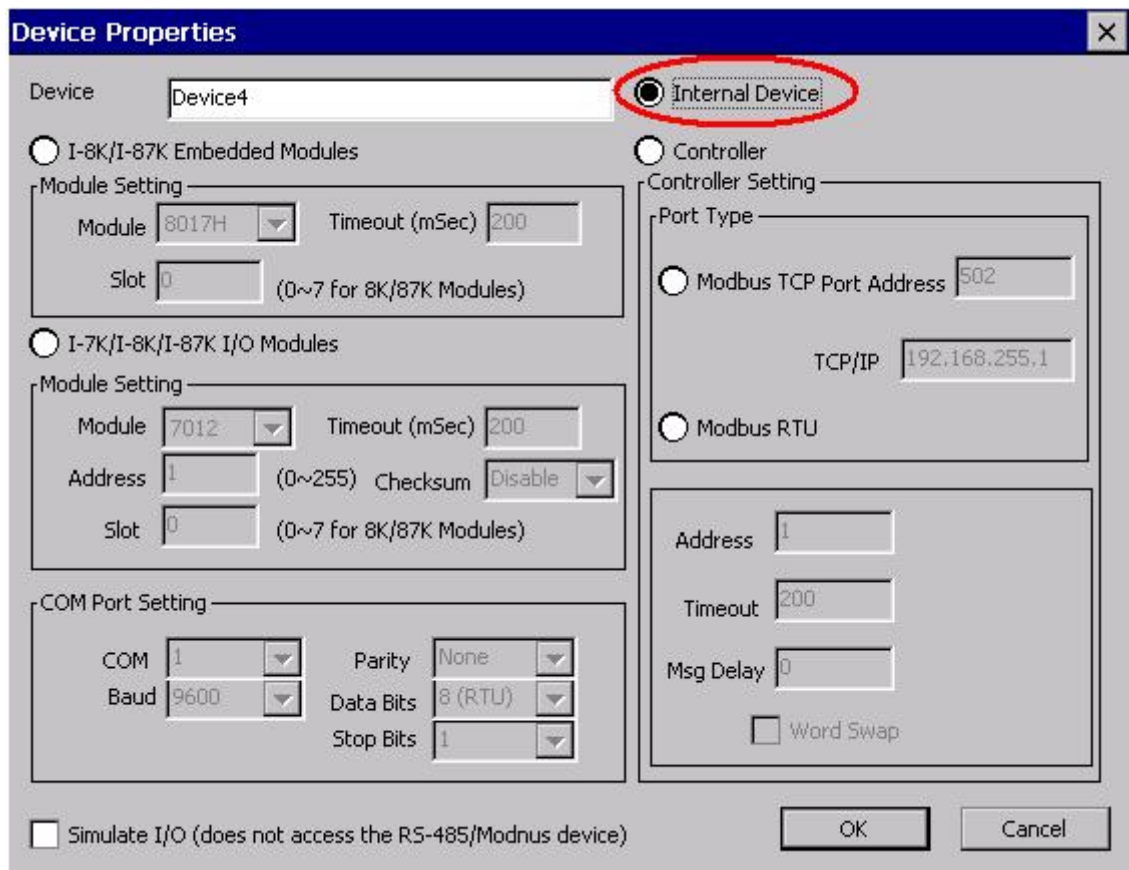 Device Properties
Device Device4 Internal Device
I-8K/I-87K Embedded Modules
Module Setting
Module 8017H Timeout (mSec) 200
Slot 0 (0~7 for 8K/87K Modules)
I-7K/I-8K/I-87K I/O Modules
Module Setting
Module 7012 Timeout (mSec) 200
Address 1 (0~255) Checksum Disable
Slot 0 (0~7 for 8K/87K Modules)
COM Port Setting
COM 1 Parity None
Baud 9600 Data Bits 8 (RTU)
Stop Bits 1
Controller
Controller Setting
Port Type
Modbus TCP Port Address 502
TCP/IP 192.168.255.1
Modbus RTU
Address 1
Timeout 200
Msg Delay 0
Word Swap
Simulate I/O (does not access the RS-485/Modnus device)
OK Cancel